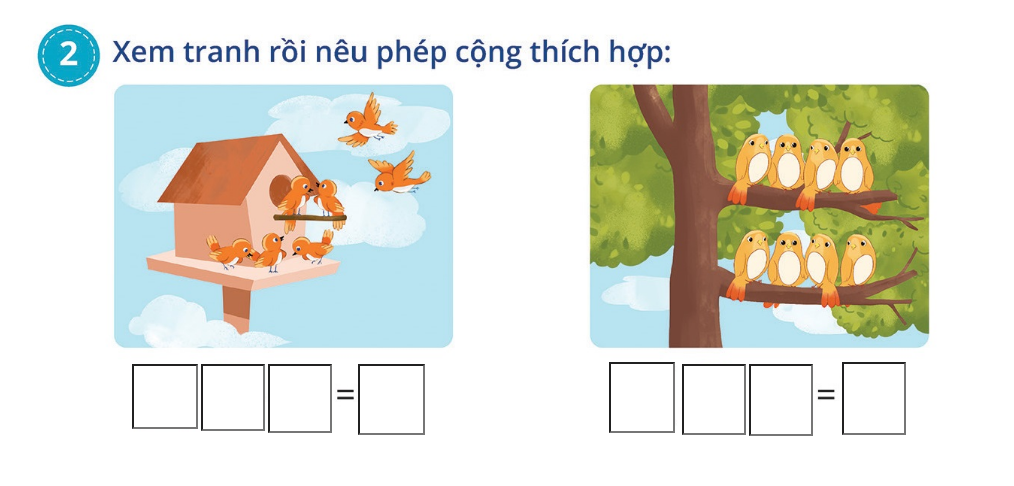 2 Xem tranh rồi nêu phép cộng thích hợp:
= =